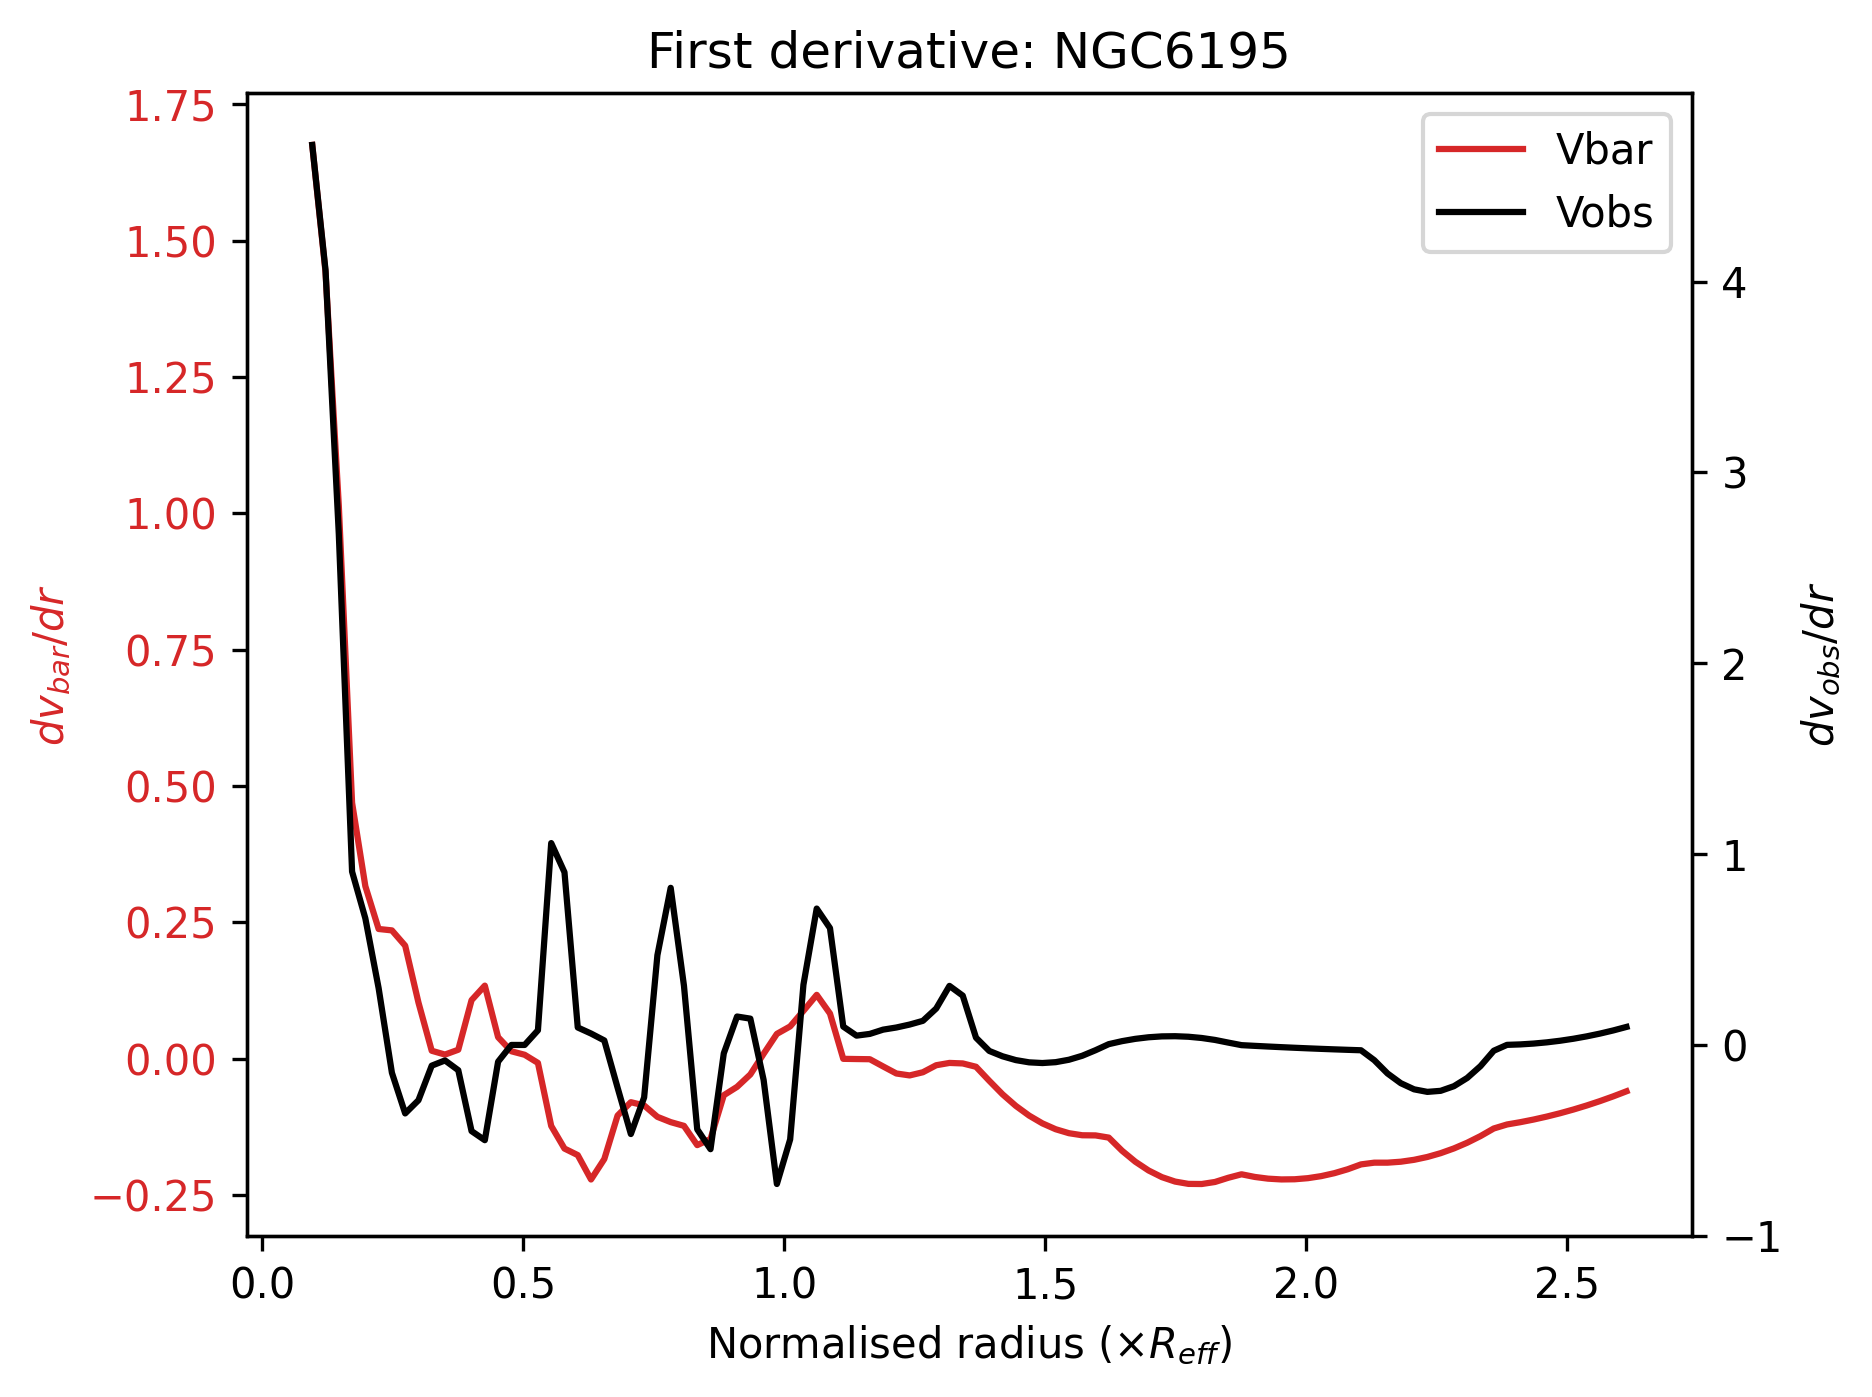 First derivative: NGC6195
1.75
1.50
1.25
1.00
0.75
0.50
0.25
0.00
−0.25
dv_bar/dr
Vbar
Vobs
4
3
2
1
0
−1
dv_obs/dr
0.0 0.5 1.0 1.5 2.0 2.5
Normalised radius (×R_eff)